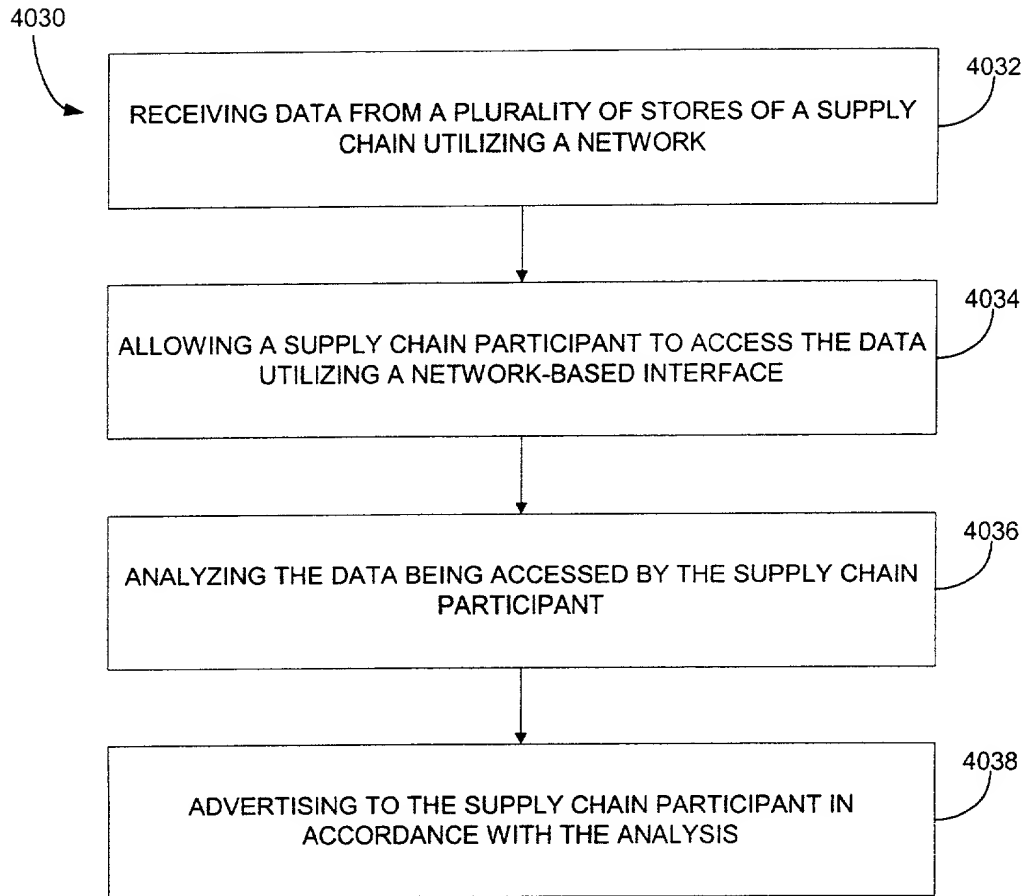 4030
4032
RECEIVING DATA FROM A PLURALITY OF STORES OF A SUPPLY
CHAIN UTILIZING A NETWORK
4034
ALLOWING A SUPPLY CHAIN PARTICIPANT TO ACCESS THE DATA
UTILIZING A NETWORK-BASED INTERFACE
4036
ANALYZING THE DATA BEING ACCESSED BY THE SUPPLY CHAIN
PARTICIPANT
4038
ADVERTISING TO THE SUPPLY CHAIN PARTICIPANT IN
ACCORDANCE WITH THE ANALYSIS